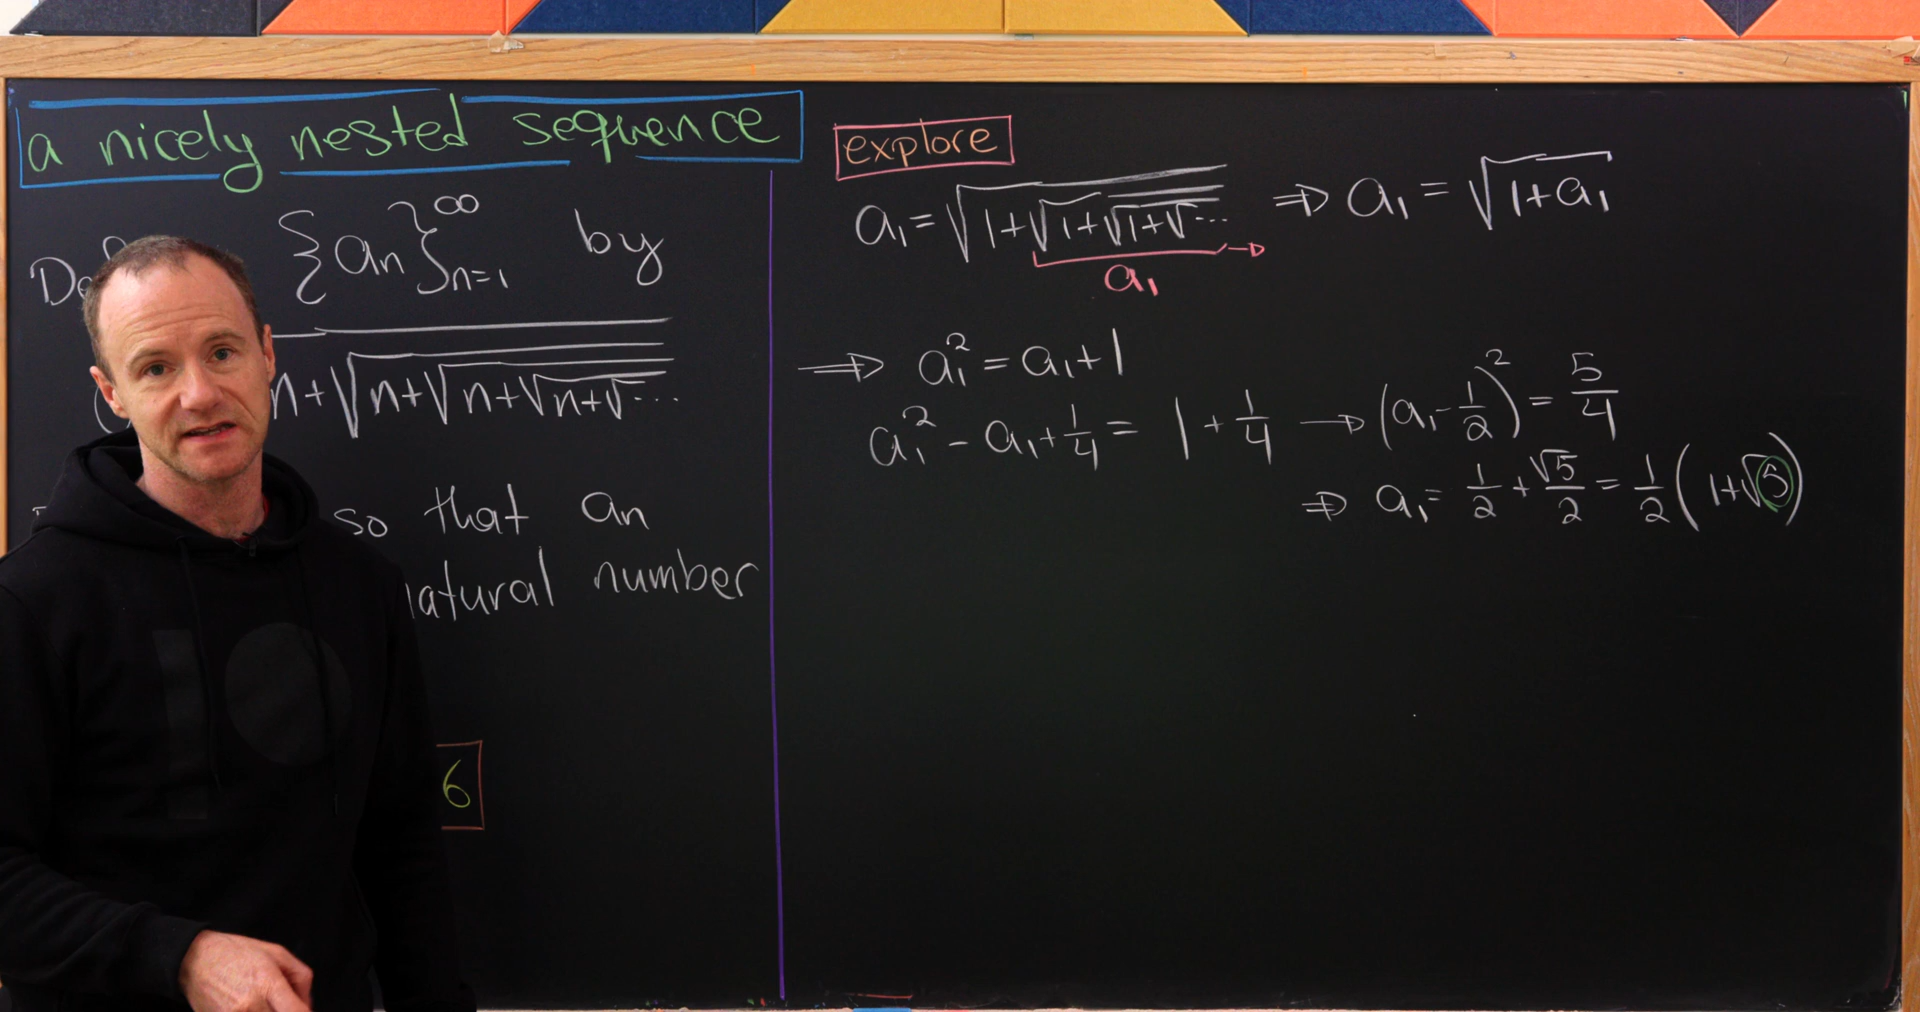 a nicely nested sequence
{an}∞n=1 by
n+√n+√n+√n+√...
so that an
natural number
6
explore
a₁=√1+√1+√1+√... ⇒ a₁ = √1+a₁
a₁
⇒ a₁² = a₁+1
a₁² - a₁+1/4 = 1+1/4 → (a₁-1/2)² = 5/4
⇒ a₁= 1/2 + √5/2 = 1/2(1+√5)